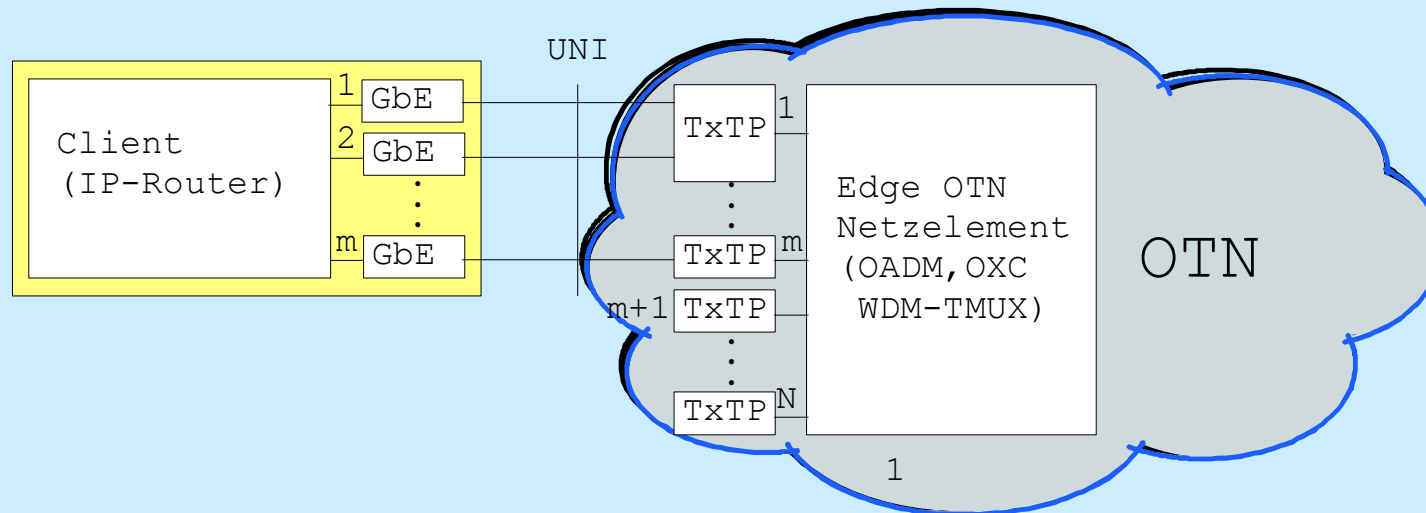 UNI
1
GbE
Client
(IP-Router)
2
GbE
m
GbE
TxTP
1
TxTP
m
m+1
TxTP
TxTP
N
Edge OTN
Netzelement
(OADM,OXC
WDM-TMUX)
OTN
1